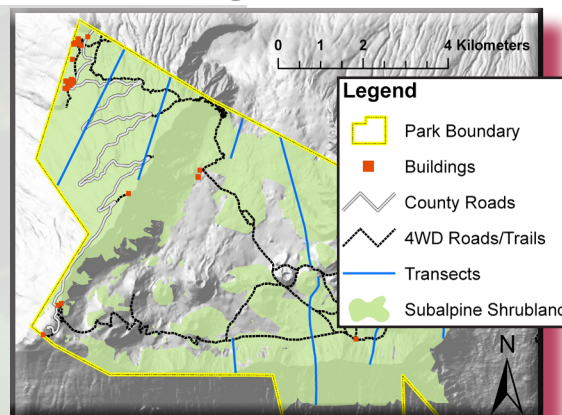 0 1 2 4 Kilometers
Legend
Park Boundary
Buildings
County Roads
4WD Roads/Trails
Transects
Subalpine Shrubland
N